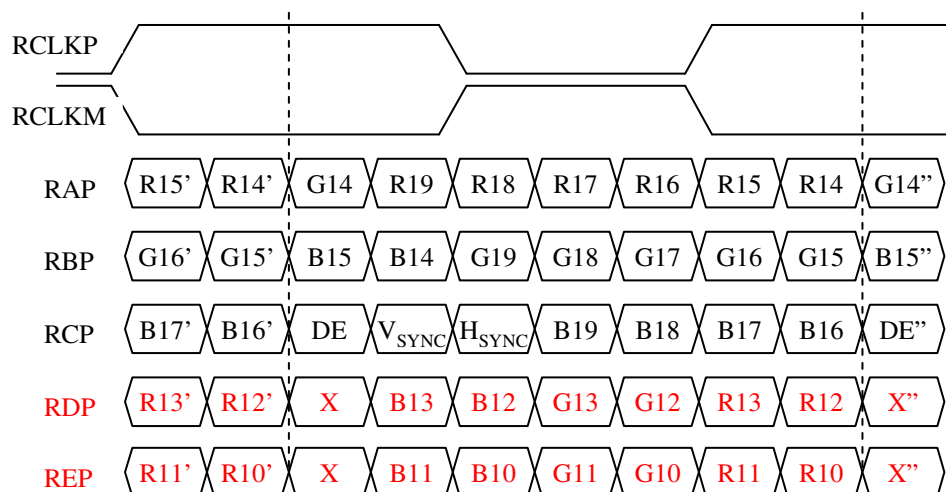 RCLKP
RCLKM
RAP R15’ R14’ G14 R19 R18 R17 R16 R15 R14 G14”
RBP G16’ G15’ B15 B14 G19 G18 G17 G16 G15 B15”
RCP B17’ B16’ DE VSYNC HSYNC B19 B18 B17 B16 DE”
RDP R13’ R12’ X B13 B12 G13 G12 R13 R12 X”
REP R11’ R10’ X B11 B10 G11 G10 R11 R10 X”